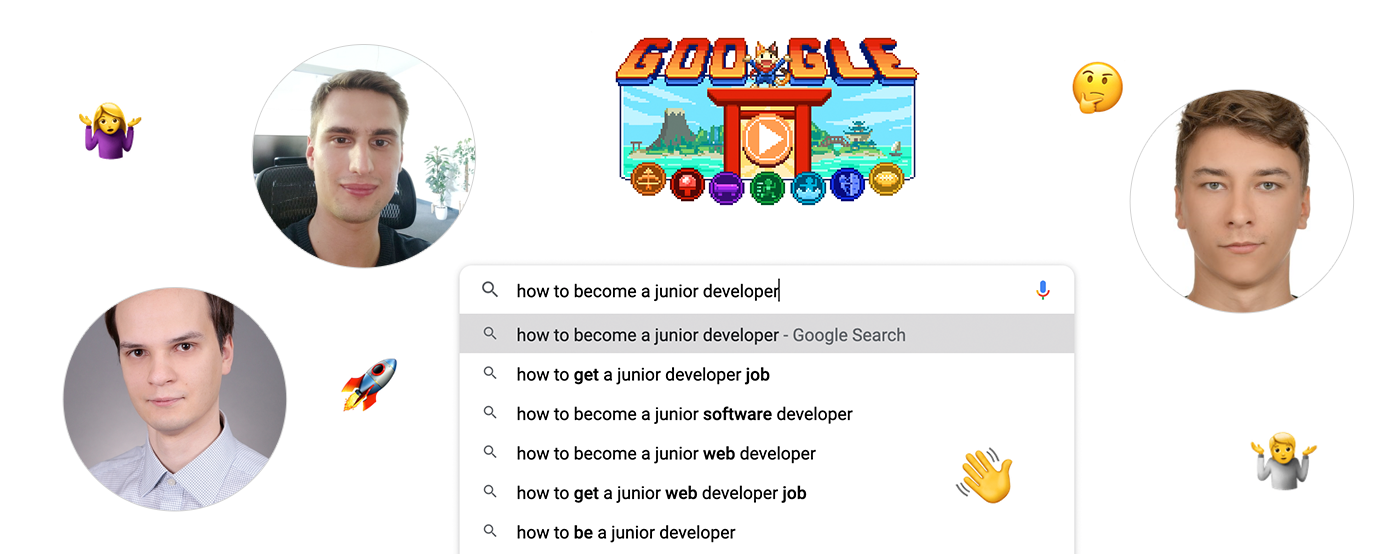 GOOGLE
how to become a junior developer
how to become a junior developer - Google Search
how to get a junior developer job
how to become a junior software developer
how to become a junior web developer
how to get a junior web developer job
how to be a junior developer